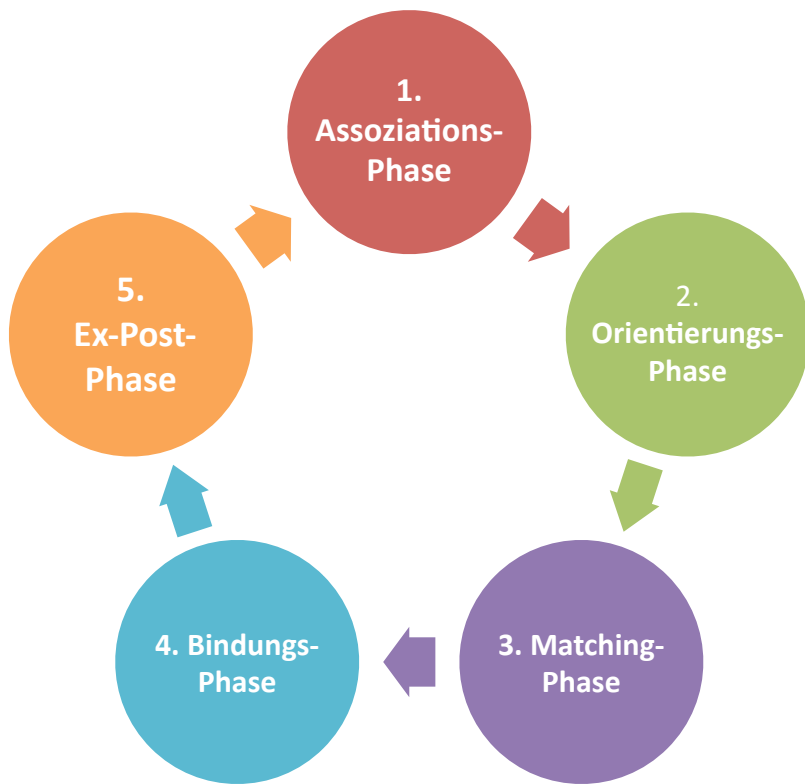 1.
Assoziations-
Phase
2.
Orientierungs-
Phase
3. Matching-
Phase
4. Bindungs-
Phase
5.
Ex-Post-
Phase